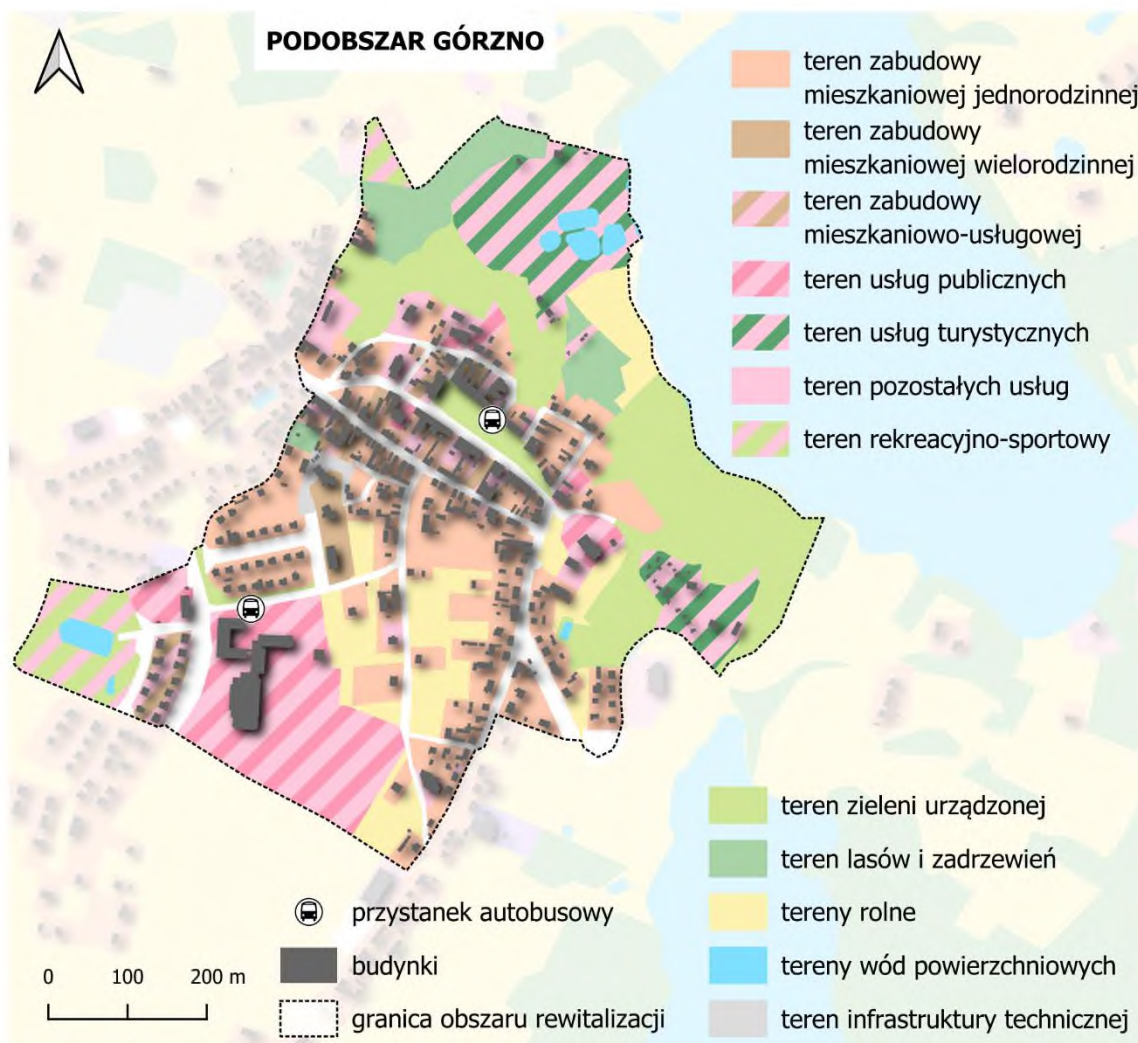 PODOBSZAR GÓRZNO
teren zabudowy
mieszkaniowej jednorodzinnej
teren zabudowy
mieszkaniowej wielorodzinnej
teren zabudowy
mieszkaniowo-usługowej
teren usług publicznych
teren usług turystycznych
teren pozostałych usług
teren rekreacyjno-sportowy
teren zieleni urządzonej
teren lasów i zadrzewień
tereny rolne
tereny wód powierzchniowych
teren infrastruktury technicznej
przystanek autobusowy
budynki
granica obszaru rewitalizacji
0 100 200 m